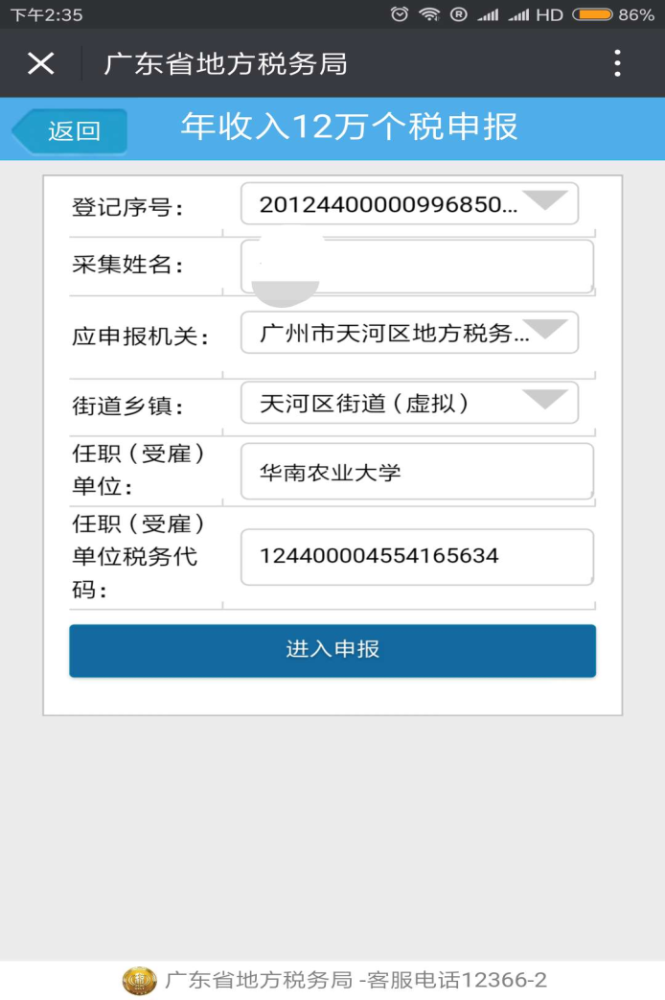 下午2:35
HD 86%
广东省地方税务局
返回
年收入12万个税申报
登记序号:
20124400000996850...
采集姓名:
应申报机关:
广州市天河区地方税务...
街道乡镇:
天河区街道(虚拟)
任职(受雇)
单位:
华南农业大学
任职(受雇)
单位税务代
码:
124400004554165634
进入申报
广东省地方税务局 -客服电话12366-2